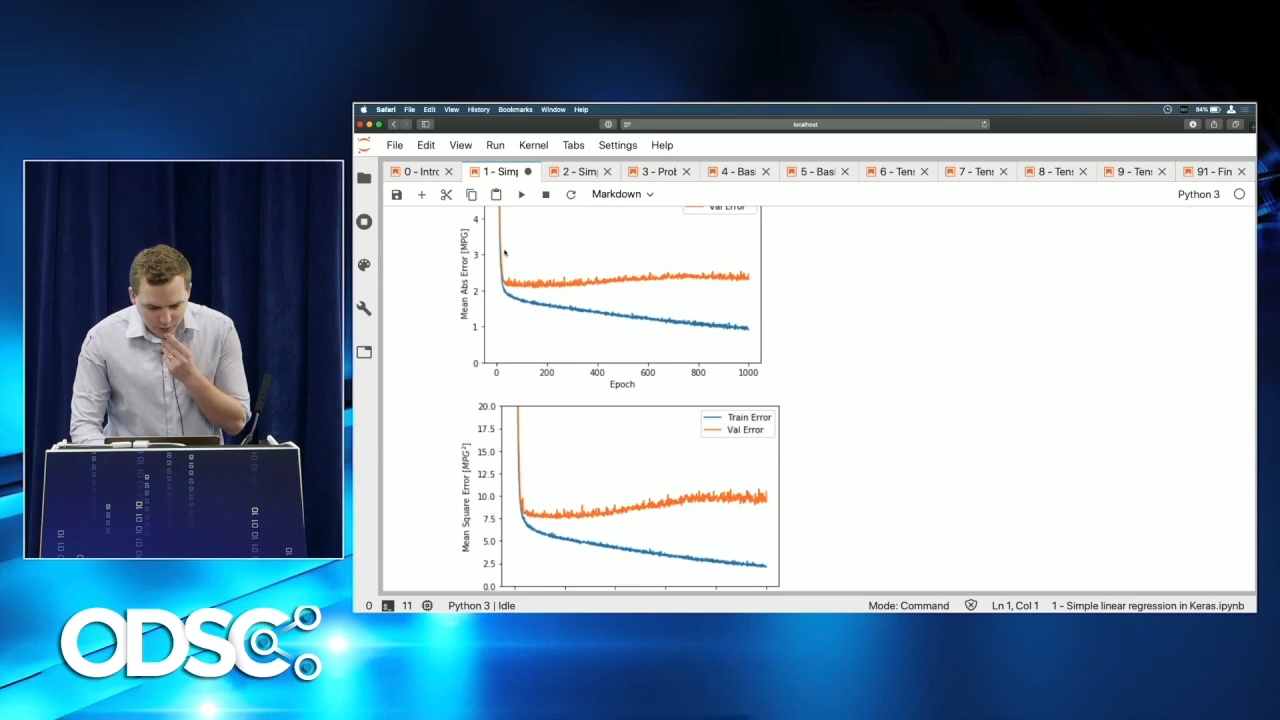 Safari File Edit View History Bookmarks Window Help 84%
localhost
File Edit View Run Kernel Tabs Settings Help
0 - Intro 1 - Simp 2 - Simp 3 - Prob 4 - Basi 5 - Basi 6 - Tens 7 - Tens 8 - Tens 9 - Tens 91 - Fin
Markdown Python 3
Val Error
Mean Abs Error [MPG]
4
3
2
1
0
0 200 400 600 800 1000
Epoch
Mean Square Error [MPG²]
20.0
17.5
15.0
12.5
10.0
7.5
5.0
2.5
0.0
Train Error
Val Error
0 11 Python 3 | Idle Mode: Command Ln 1, Col 1 1 - Simple linear regression in Keras.ipynb
ODSC